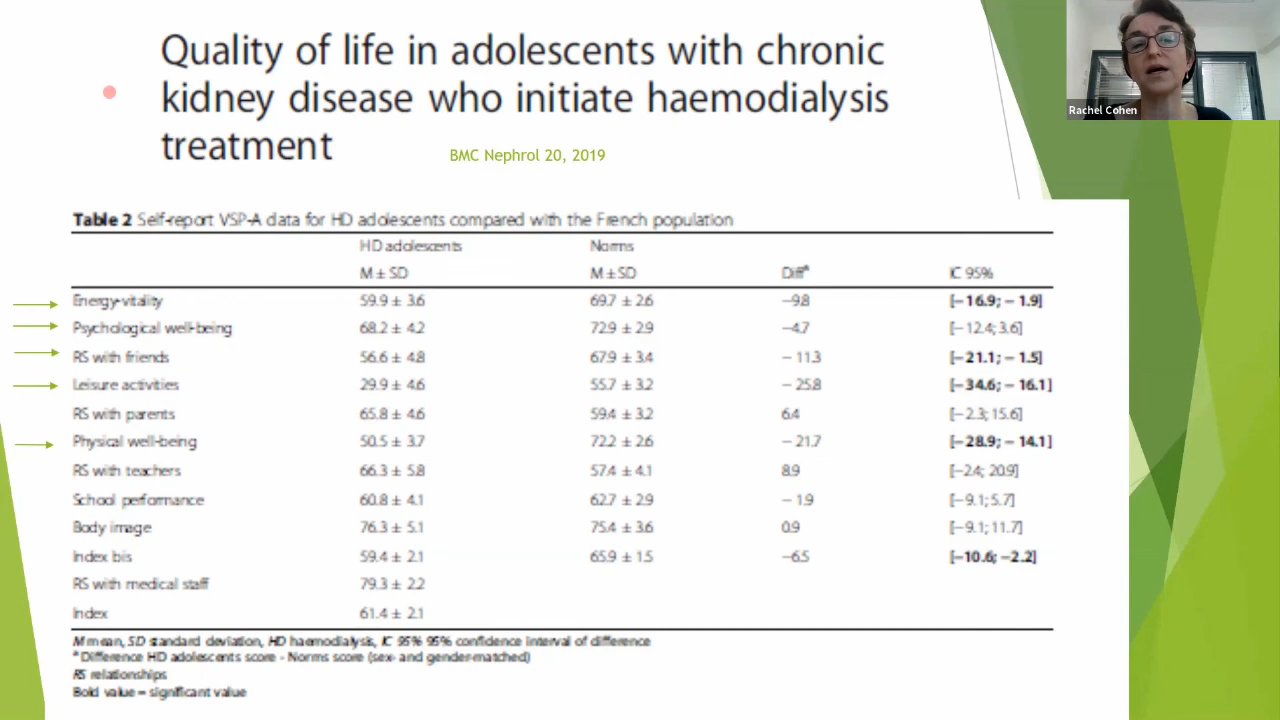 Quality of life in adolescents with chronic
kidney disease who initiate haemodialysis
treatment
BMC Nephrol 20, 2019
Rachel Cohen
Table 2 Self-report VSP-A data for HD adolescents compared with the French population
HD adolescents Norms
M ± SD M ± SD Diffᵃ IC 95%
Energy-vitality 59.9 ± 3.6 69.7 ± 2.6 −9.8 [−16.9; −1.9]
Psychological well-being 68.2 ± 4.2 72.9 ± 2.9 −4.7 [−12.4; 3.6]
RS with friends 56.6 ± 4.8 67.9 ± 3.4 −11.3 [−21.1; −1.5]
Leisure activities 29.9 ± 4.6 55.7 ± 3.2 −25.8 [−34.6; −16.1]
RS with parents 65.8 ± 4.6 59.4 ± 3.2 6.4 [−2.3; 15.6]
Physical well-being 50.5 ± 3.7 72.2 ± 2.6 −21.7 [−28.9; −14.1]
RS with teachers 66.3 ± 5.8 57.4 ± 4.1 8.9 [−2.4; 20.9]
School performance 60.8 ± 4.1 62.7 ± 2.9 −1.9 [−9.1; 5.7]
Body image 76.3 ± 5.1 75.4 ± 3.6 0.9 [−9.1; 11.7]
Index bis 59.4 ± 2.1 65.9 ± 1.5 −6.5 [−10.6; −2.2]
RS with medical staff 79.3 ± 2.2
Index 61.4 ± 2.1
M mean, SD standard deviation, HD haemodialysis, IC 95% 95% confidence interval of difference
ᵃ Difference HD adolescents score - Norms score (sex- and gender-matched)
RS relationships
Bold value = significant value